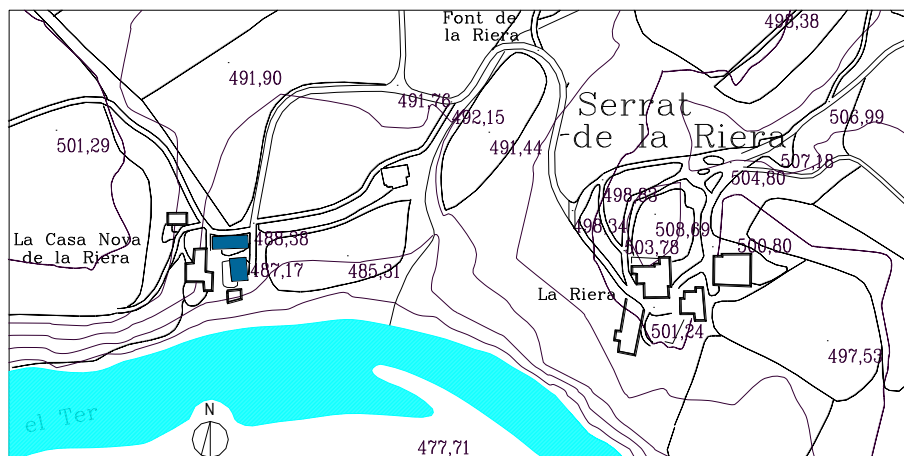 Font de
la Riera
498,38
491,90
491,76
492,15
Serrat
de la Riera
506,99
501,29
491,44
507,18
504,80
498,83
498,34
508,69
La Casa Nova
de la Riera
488,38
503,78
500,80
487,17
485,31
La Riera
501,24
497,53
el Ter
N
477,71